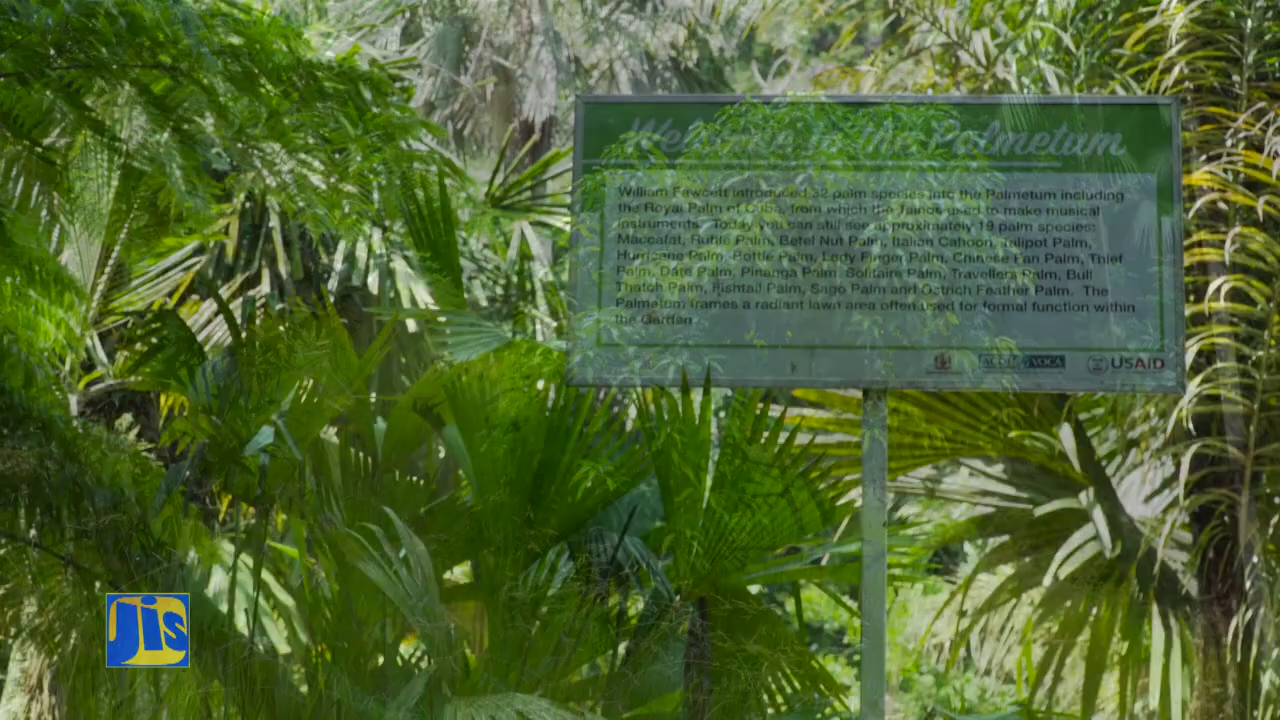 Welcome to the Palmetum
William Fawcett introduced 32 palm species into the Palmetum including
the Royal Palm of Cuba, from which the Tainos used to make musical
instruments. Today you can still see approximately 19 palm species:
Maccafat, Ruffle Palm, Betel Nut Palm, Italian Cahoon, Talipot Palm,
Hurricane Palm, Bottle Palm, Lady Finger Palm, Chinese Fan Palm, Thief
Palm, Date Palm, Pinanga Palm, Solitaire Palm, Travellers Palm, Bull
Thatch Palm, Fishtail Palm, Sago Palm and Ostrich Feather Palm. The
Palmetum frames a radiant lawn area often used for formal function within
the Garden.
ACDI VOCA
USAID
Jis